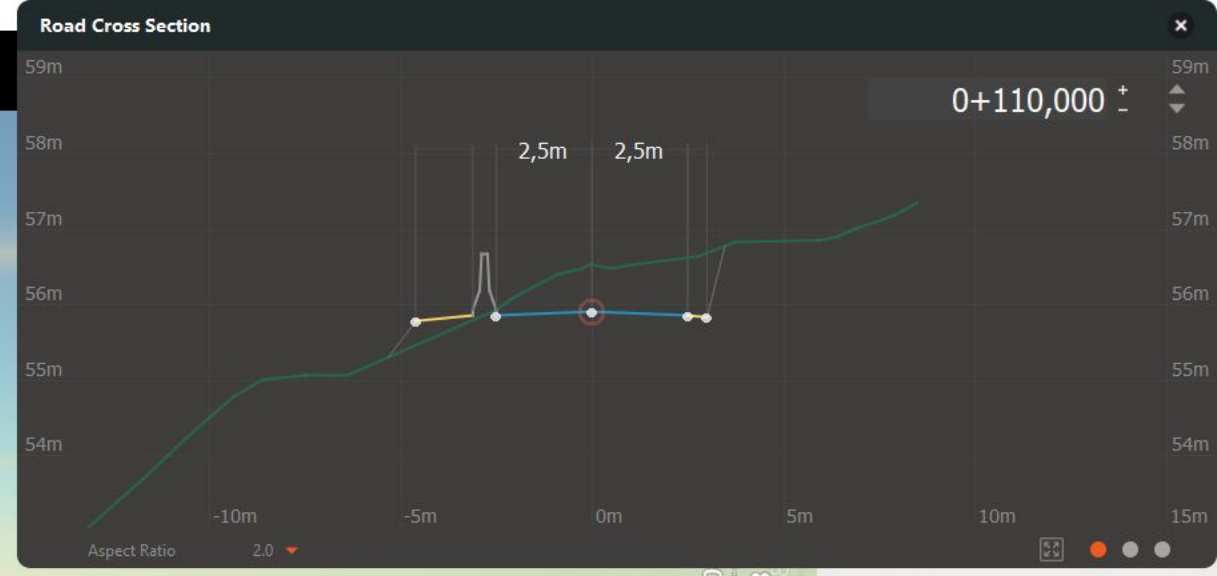 Road Cross Section
59m 59m
0+110,000 + −
58m 2,5m 2,5m 58m
57m 57m
56m 56m
55m 55m
54m 54m
-10m -5m 0m 5m 10m 15m
Aspect Ratio 2.0